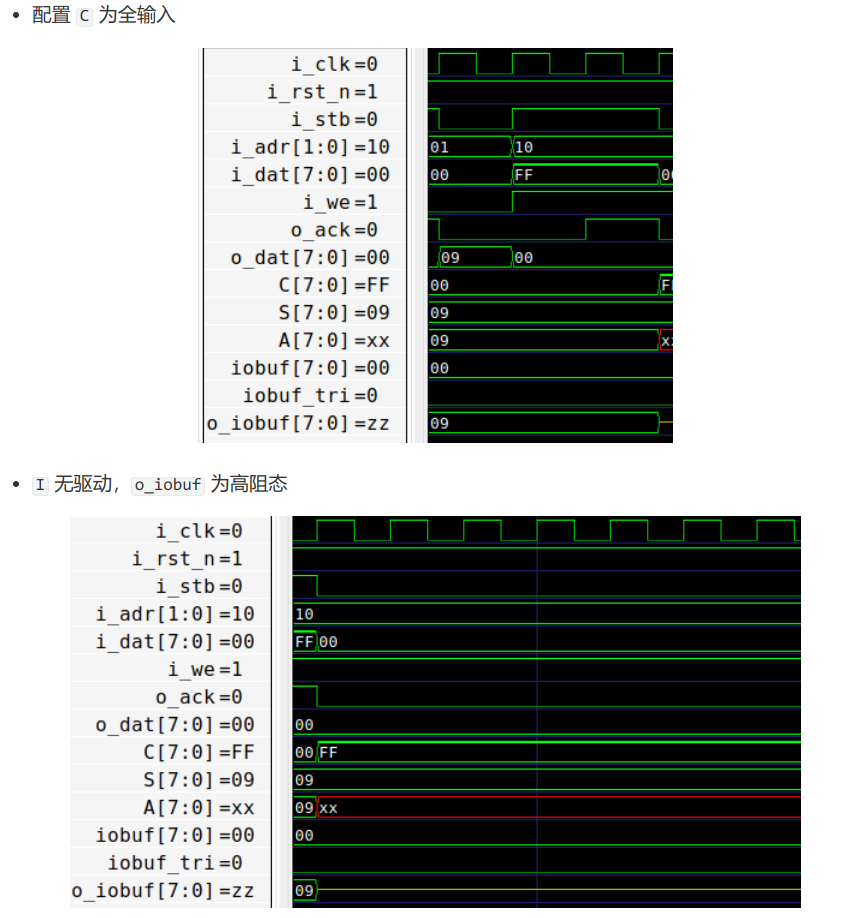 配置 C 为全输入
i_clk=0
i_rst_n=1
i_stb=0
i_adr[1:0]=10 01 10
i_dat[7:0]=00 00 FF 00
i_we=1
o_ack=0
o_dat[7:0]=00 09 00
C[7:0]=FF 00 FF
S[7:0]=09 09
A[7:0]=xx 09 xx
iobuf[7:0]=00 00
iobuf_tri=0
o_iobuf[7:0]=zz 09
I 无驱动，o_iobuf 为高阻态
i_clk=0
i_rst_n=1
i_stb=0
i_adr[1:0]=10 10
i_dat[7:0]=00 FF 00
i_we=1
o_ack=0
o_dat[7:0]=00 00
C[7:0]=FF 00 FF
S[7:0]=09 09
A[7:0]=xx 09 xx
iobuf[7:0]=00 00
iobuf_tri=0
o_iobuf[7:0]=zz 09